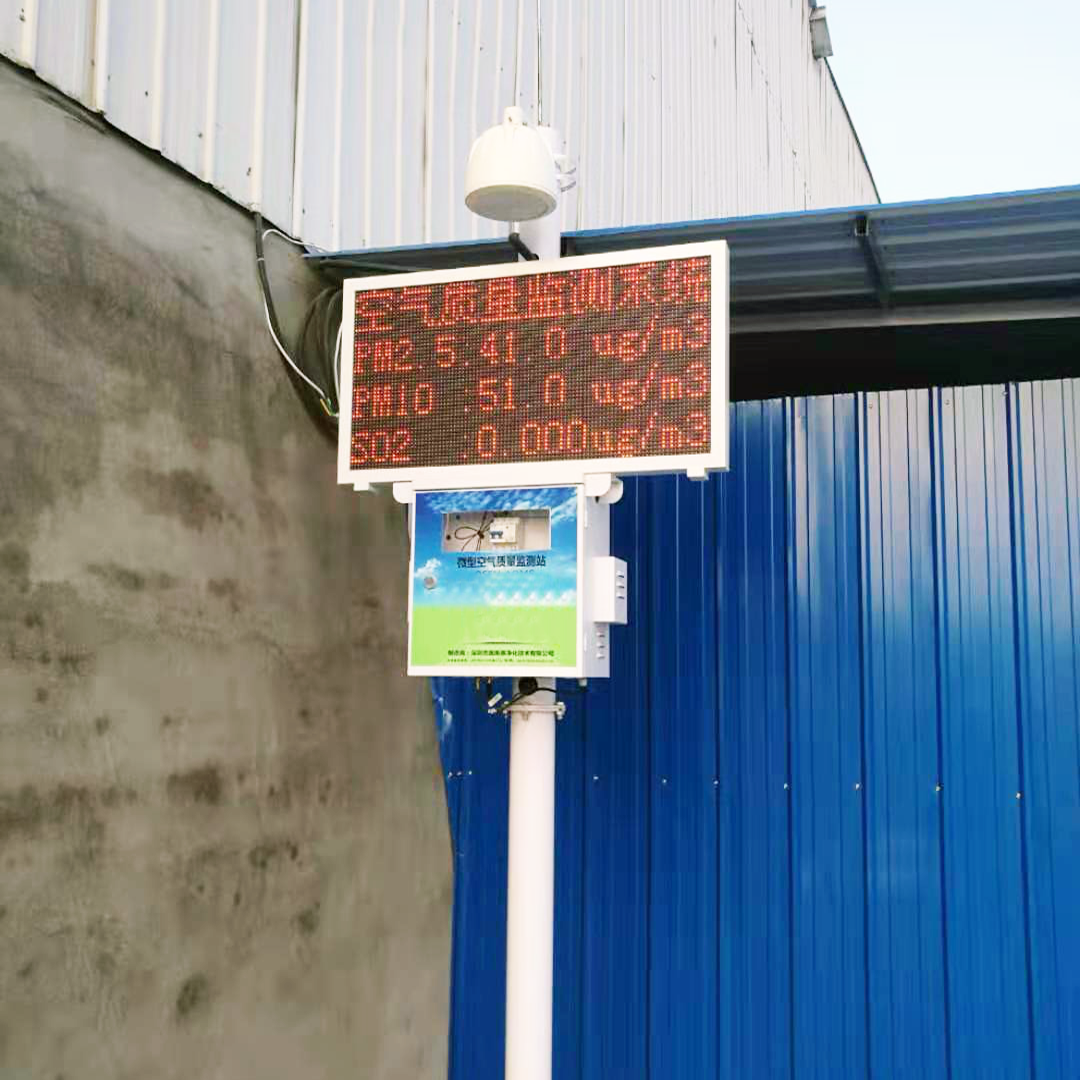 空气质量监测系统
PM2.5:41.0 ug/m3
PM10 :51.0 ug/m3
SO2 :0.000ug/m3
微型空气质量监测站